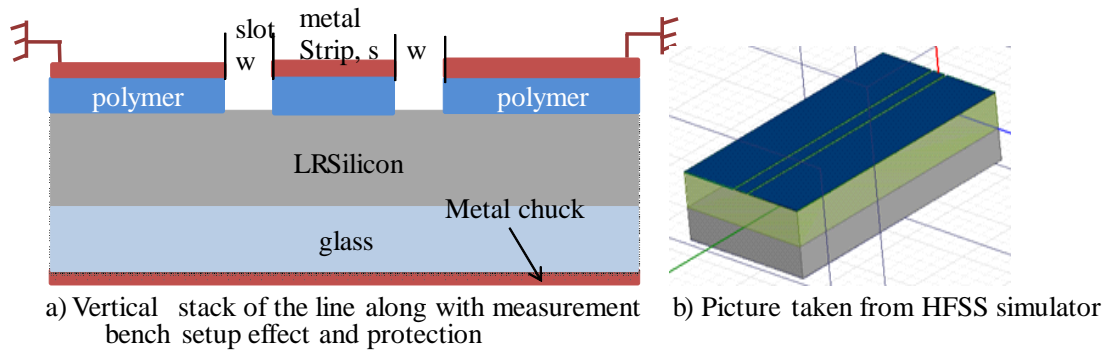 slot
w
metal
Strip, s
w
polymer
polymer
LRSilicon
Metal chuck
glass
a) Vertical stack of the line along with measurement
bench setup effect and protection
b) Picture taken from HFSS simulator